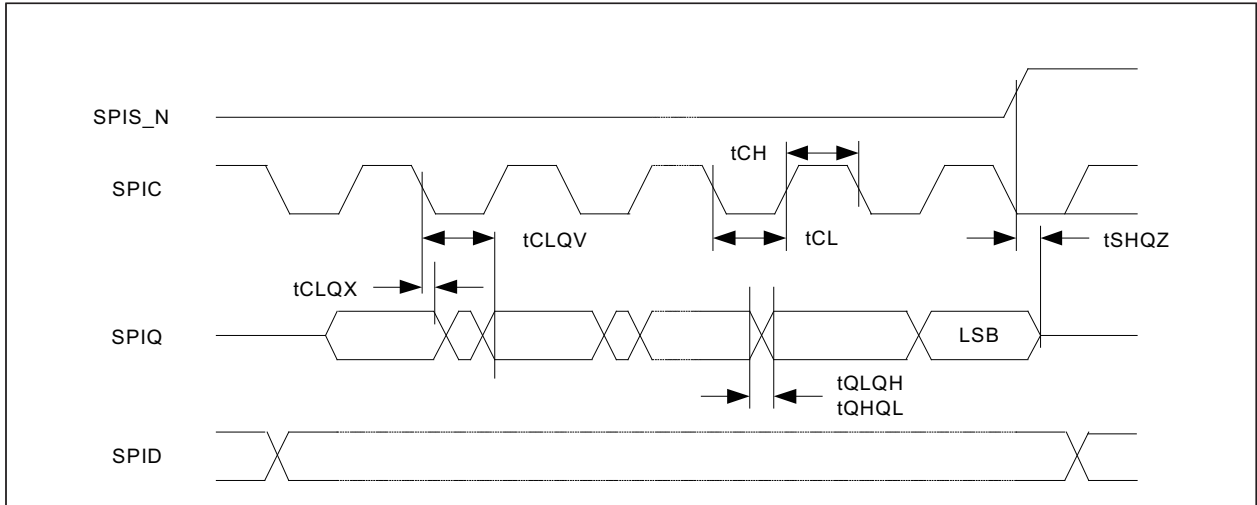 SPIS_N
tCH
SPIC
tCLQV
tCL
tSHQZ
tCLQX
SPIQ
LSB
tQLQH
tQHQL
SPID